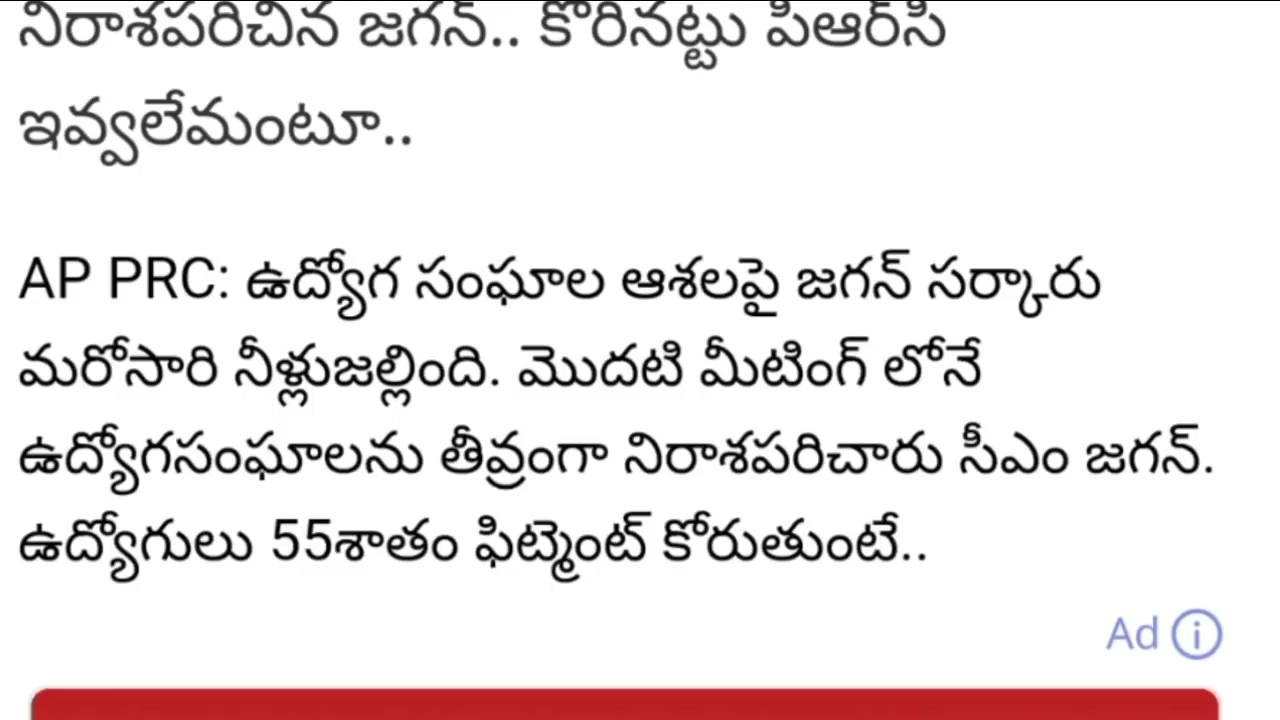 నిరాశపరిచిన జగన్.. కోరినట్టు పీఆర్సీ
ఇవ్వలేమంటూ..
AP PRC: ఉద్యోగ సంఘాల ఆశలపై జగన్ సర్కారు
మరోసారి నీళ్లుజల్లింది. మొదటి మీటింగ్ లోనే
ఉద్యోగసంఘాలను తీవ్రంగా నిరాశపరిచారు సీఎం జగన్.
ఉద్యోగులు 55శాతం ఫిట్మెంట్ కోరుతుంటే..
Ad